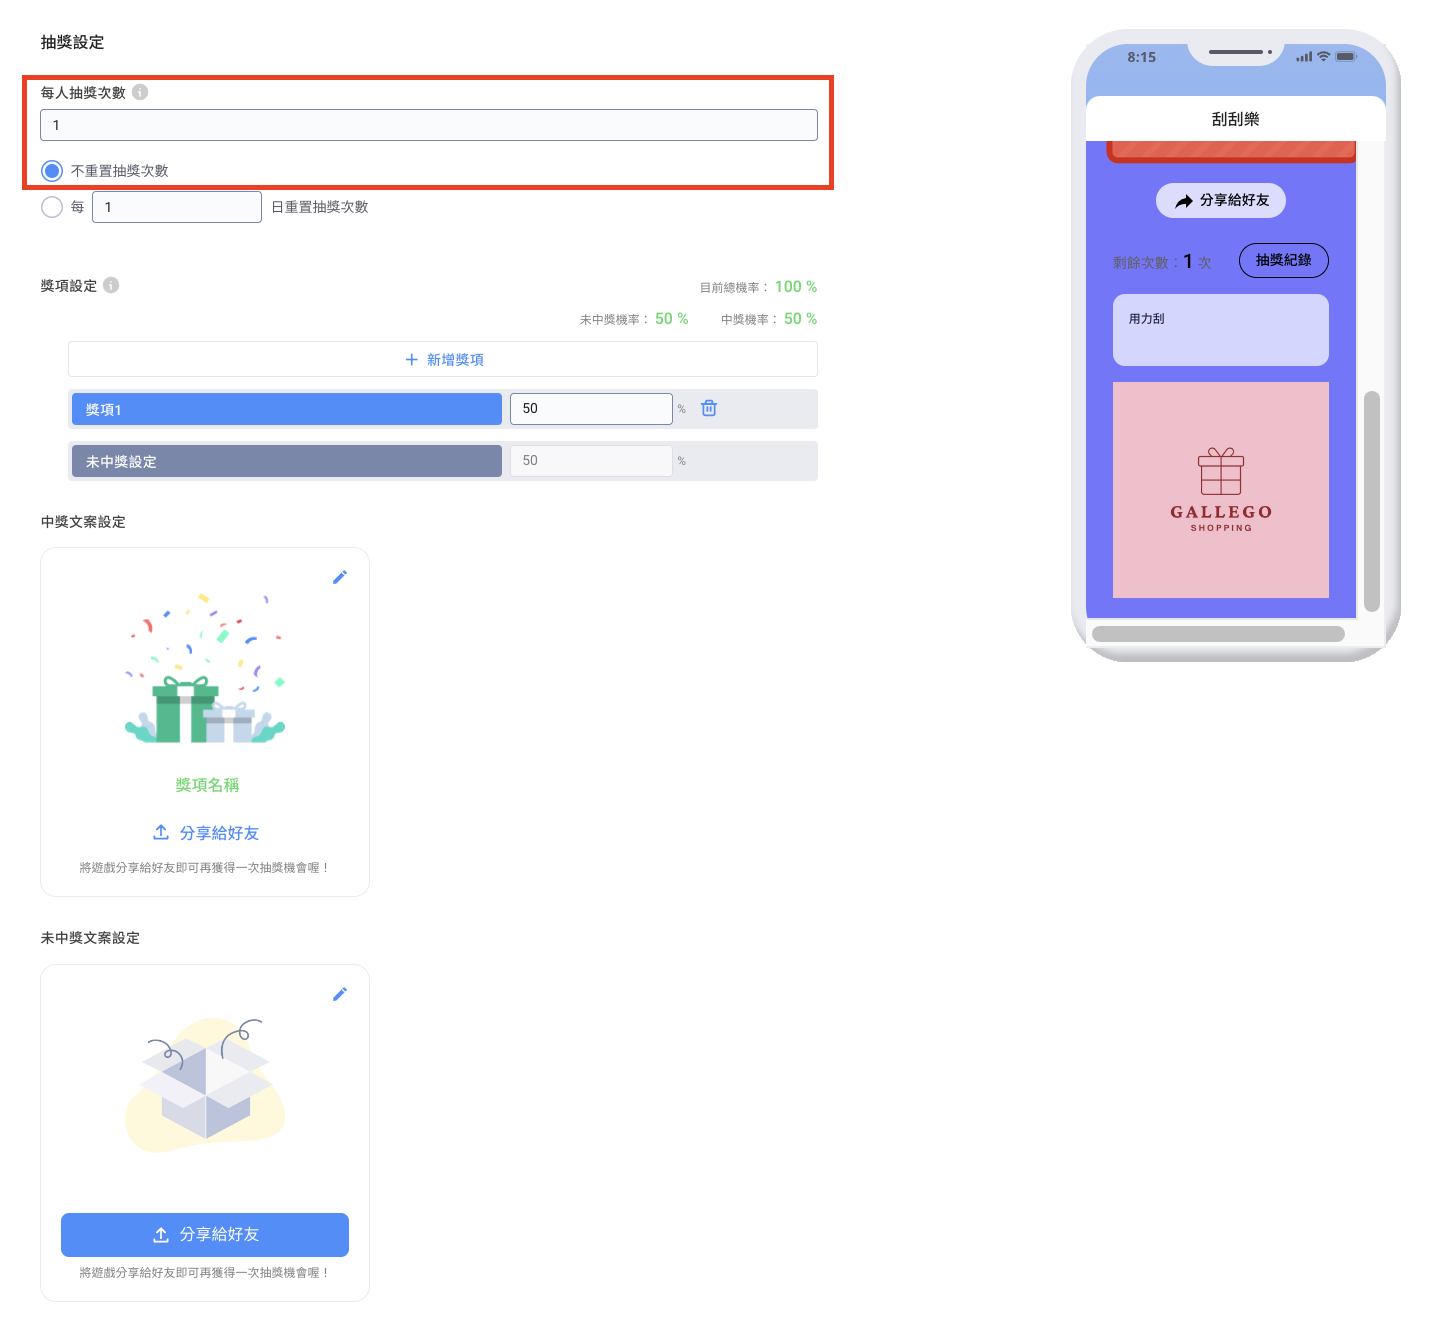 抽獎設定
每人抽獎次數
1
不重置抽獎次數
每 1 日重置抽獎次數
獎項設定
目前總機率： 100 %
未中獎機率： 50 % 中獎機率： 50 %
+ 新增獎項
獎項1 50 %
未中獎設定 50 %
中獎文案設定
獎項名稱
分享給好友
將遊戲分享給好友即可再獲得一次抽獎機會喔！
未中獎文案設定
分享給好友
將遊戲分享給好友即可再獲得一次抽獎機會喔！
8:15
刮刮樂
分享給好友
剩餘次數：1 次 抽獎紀錄
用力刮
GALLEGO
SHOPPING